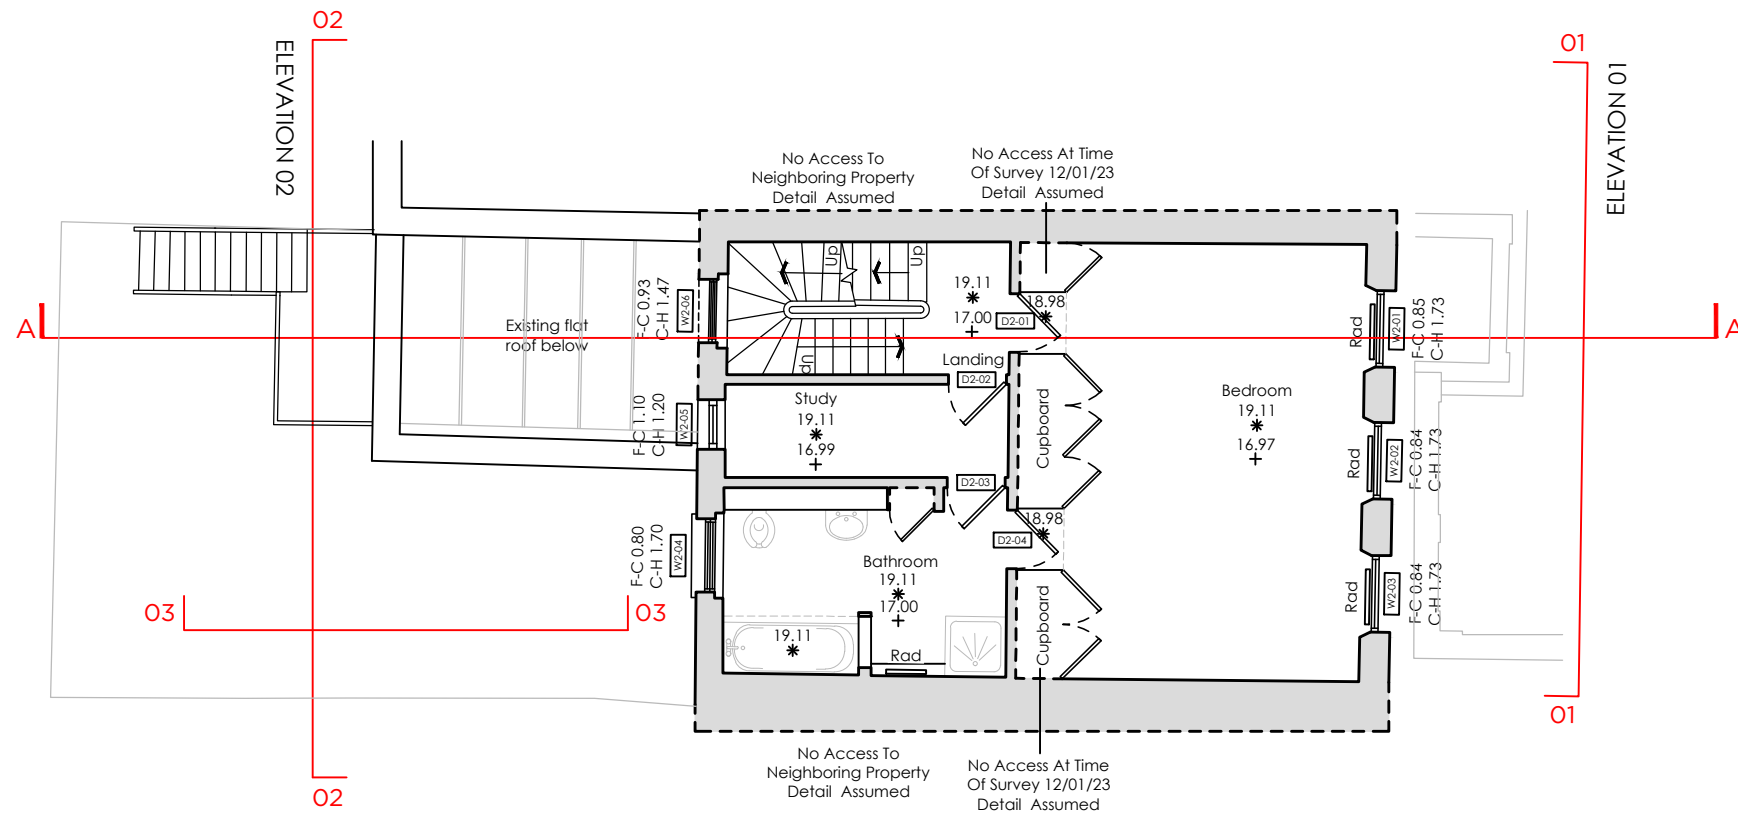 02
01
ELEVATION 02
ELEVATION 01
No Access To
Neighboring Property
Detail Assumed
No Access At Time
Of Survey 12/01/23
Detail Assumed
Up
Up
dn
F-C 0.93
C-H 1.47
W2-06
Existing flat
roof below
19.11
17.00
Landing
D2-01
18.98
D2-02
A
A
Rad
W2-01
F-C 0.85
C-H 1.73
Study
19.11
16.99
F-C 1.10
C-H 1.20
W2-05
Cupboard
Bedroom
19.11
16.97
Rad
W2-02
F-C 0.84
C-H 1.73
D2-03
18.98
D2-04
F-C 0.80
C-H 1.70
W2-04
Bathroom
19.11
17.00
19.11
Rad
Cupboard
Rad
W2-03
F-C 0.84
C-H 1.73
03
03
No Access To
Neighboring Property
Detail Assumed
No Access At Time
Of Survey 12/01/23
Detail Assumed
02
01